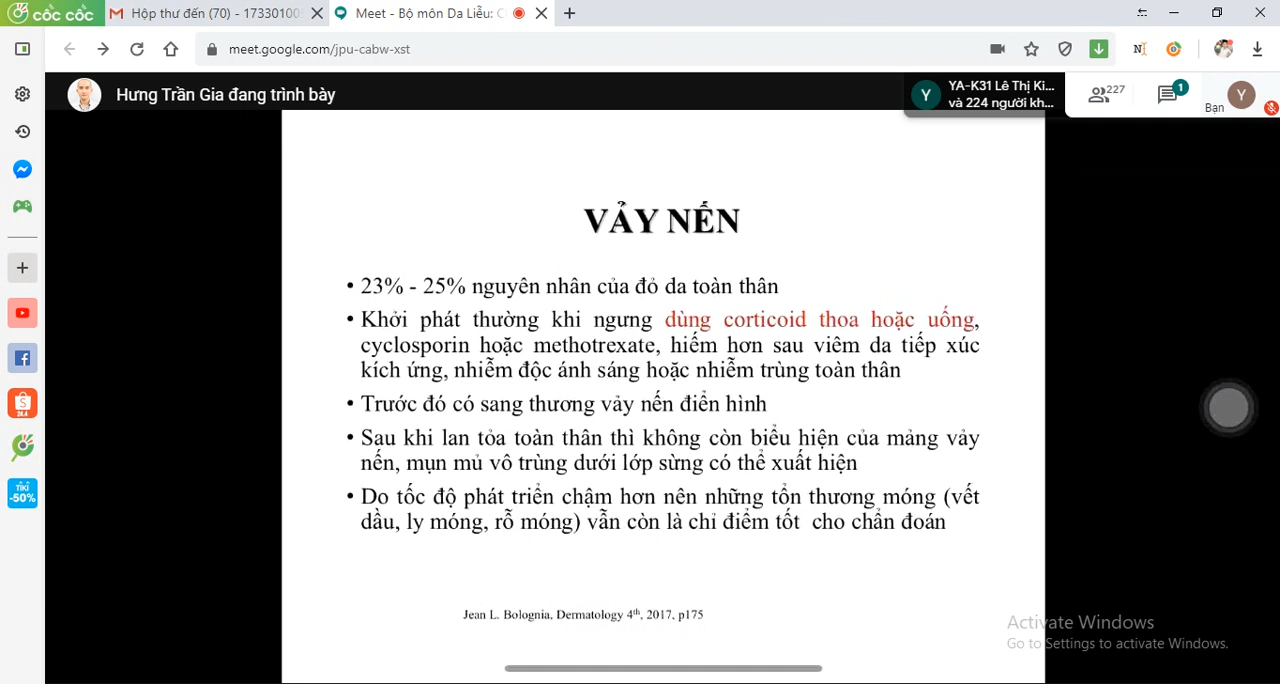 cốc cốc
Hộp thư đến (70) - 17330100
Meet - Bộ môn Da Liễu: C
meet.google.com/jpu-cabw-xst
Hưng Trần Gia đang trình bày
Y
YA-K31 Lê Thị Ki...
và 224 người kh...
227
1
Bạn
Y
VẢY NẾN
• 23% - 25% nguyên nhân của đỏ da toàn thân
• Khởi phát thường khi ngưng dùng corticoid thoa hoặc uống,
cyclosporin hoặc methotrexate, hiếm hơn sau viêm da tiếp xúc
kích ứng, nhiễm độc ánh sáng hoặc nhiễm trùng toàn thân
• Trước đó có sang thương vảy nến điển hình
• Sau khi lan tỏa toàn thân thì không còn biểu hiện của mảng vảy
nến, mụn mủ vô trùng dưới lớp sừng có thể xuất hiện
• Do tốc độ phát triển chậm hơn nên những tổn thương móng (vết
dầu, ly móng, rỗ móng) vẫn còn là chỉ điểm tốt cho chẩn đoán
Jean L. Bolognia, Dermatology 4th, 2017, p175
Activate Windows
Go to Settings to activate Windows.
24.4
TIKI
-50%